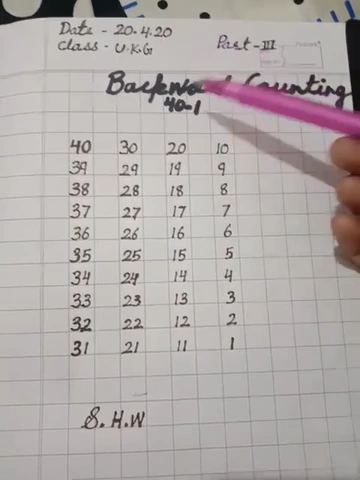 Date - 20.4.20
Class - U.K.G
Part - III
Backward Counting
40-1
40 30 20 10
39 29 19 9
38 28 18 8
37 27 17 7
36 26 16 6
35 25 15 5
34 24 14 4
33 23 13 3
32 22 12 2
31 21 11 1
S.H.W